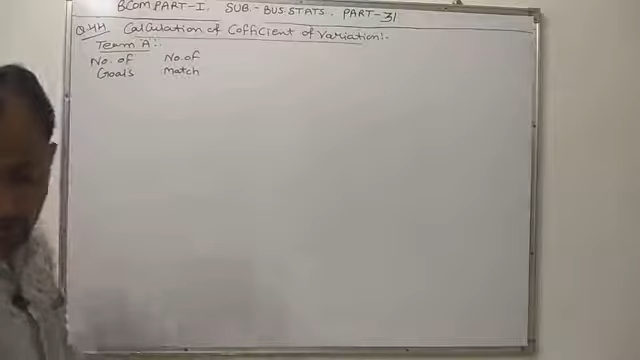 BCOM PART-I. SUB.- BUS.STATS. PART-31
Q.44 Calculation of Cofficient of variation:-
Team A:-
No. of No. of
Goals Match